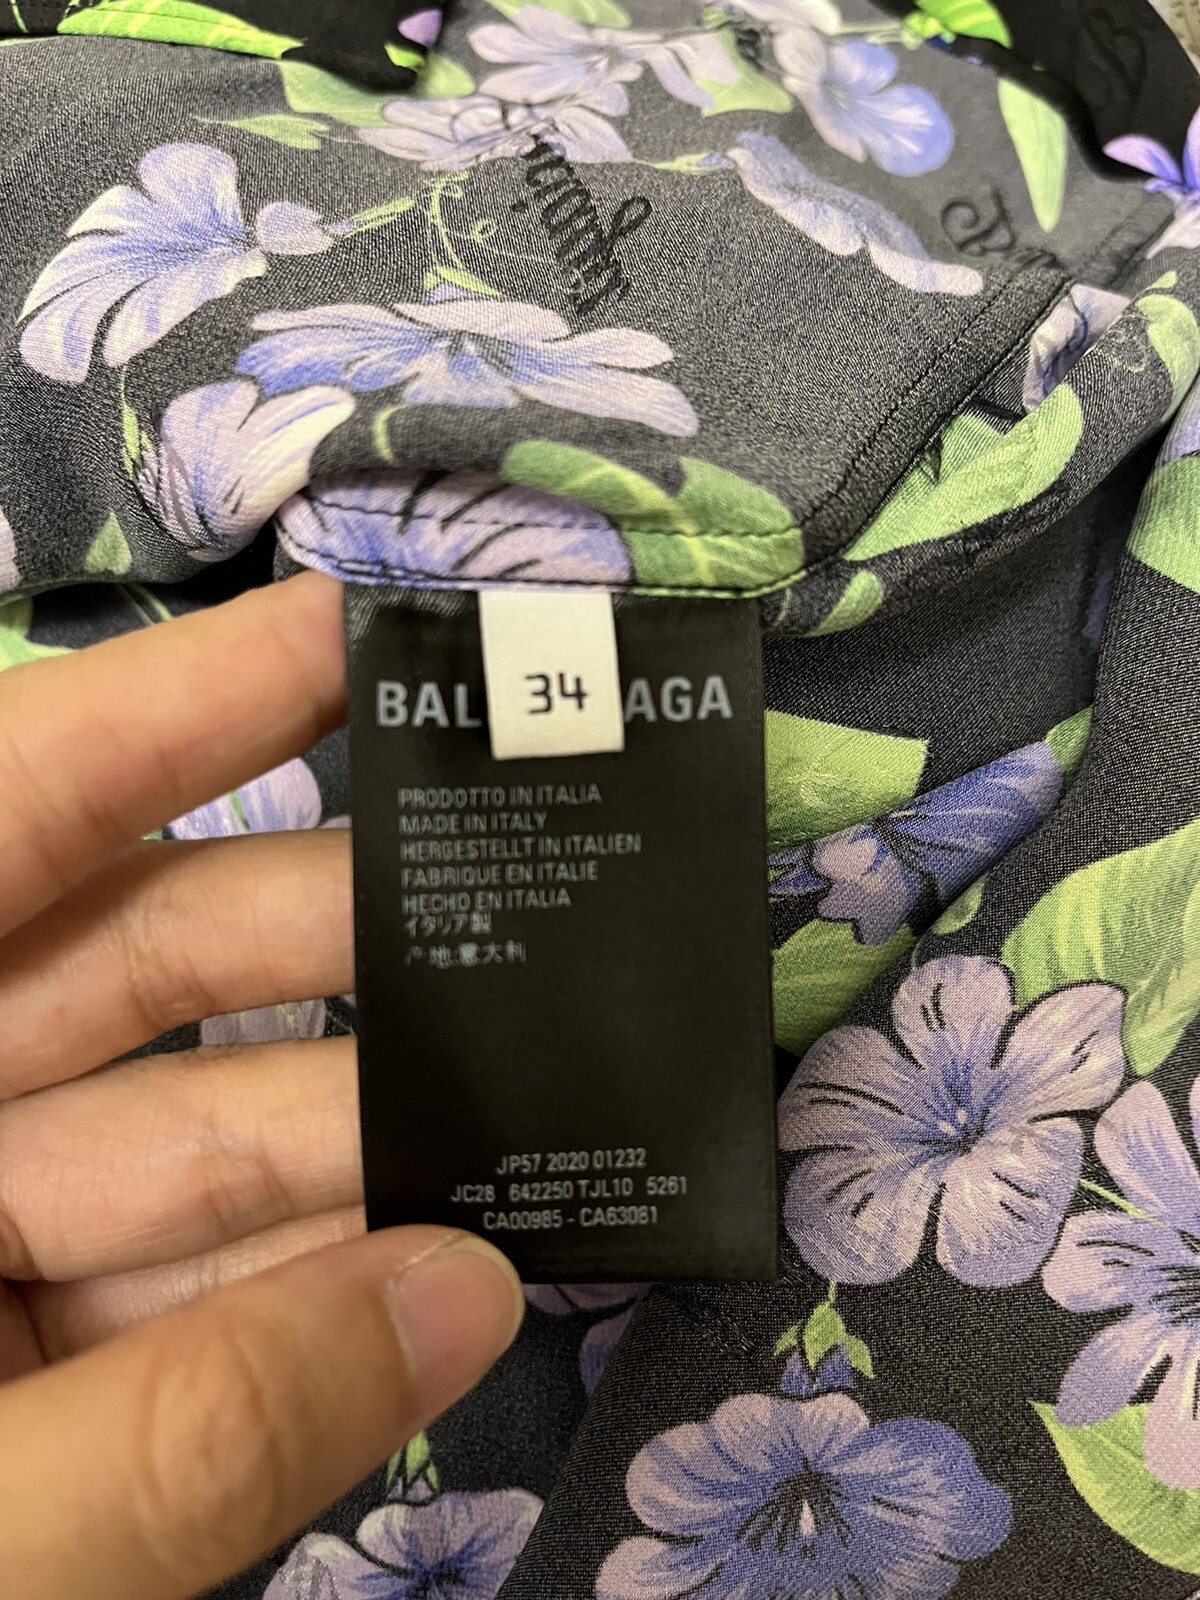 34
BAL AGA
PRODOTTO IN ITALIA
MADE IN ITALY
HERGESTELLT IN ITALIEN
FABRIQUE EN ITALIE
HECHO EN ITALIA
イタリア製
产地:意大利
JP57 2020 01232
JC28 642250 TJL10 5261
CA00985 - CA63081